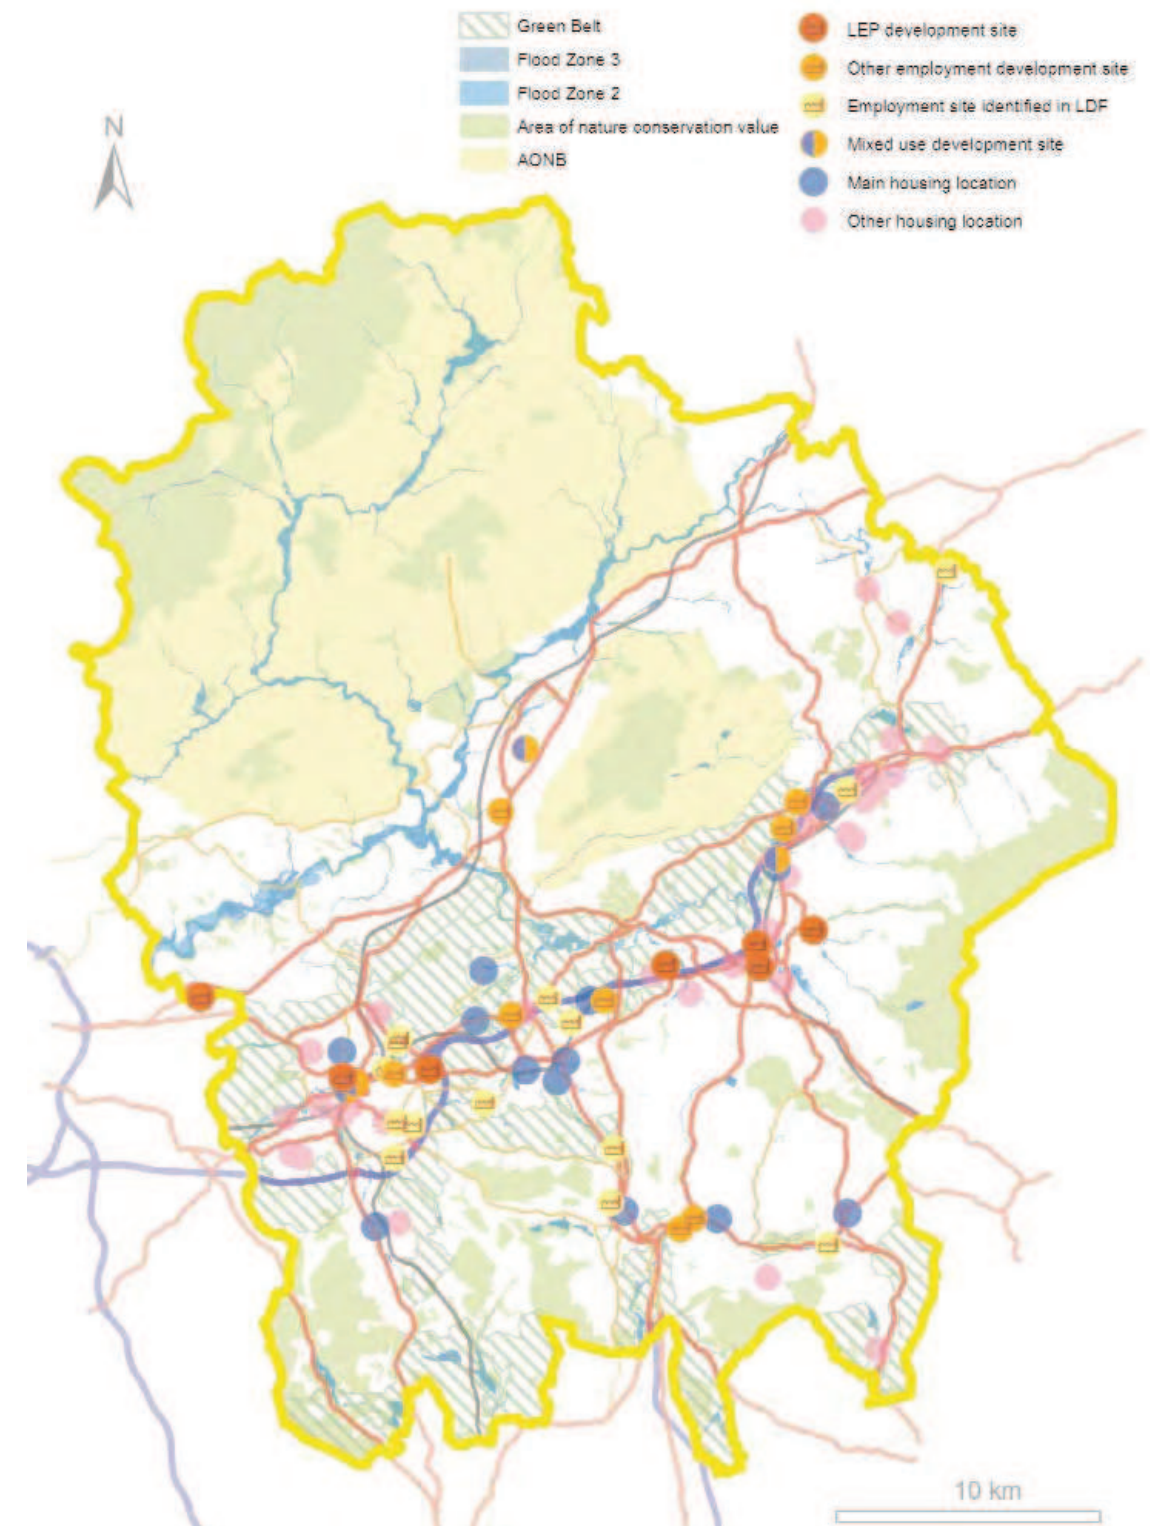 Green Belt
Flood Zone 3
Flood Zone 2
Area of nature conservation value
AONB
LEP development site
Other employment development site
Employment site identified in LDF
Mixed use development site
Main housing location
Other housing location
N
10 km